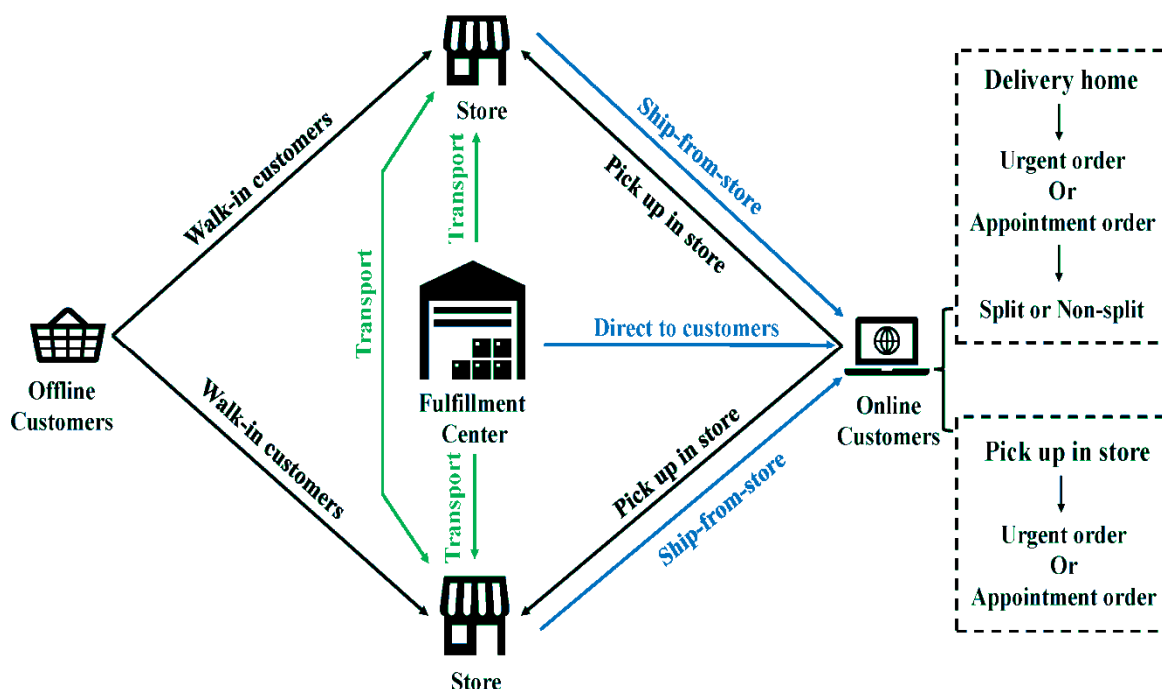 Store
Walk-in customers
Transport
Transport
Ship-from-store
Pick up in store
Offline
Customers
Fulfillment
Center
Direct to customers
Online
Customers
Walk-in customers
Transport
Pick up in store
Ship-from-store
Store
Delivery home
Urgent order
Or
Appointment order
Split or Non-split
Pick up in store
Urgent order
Or
Appointment order